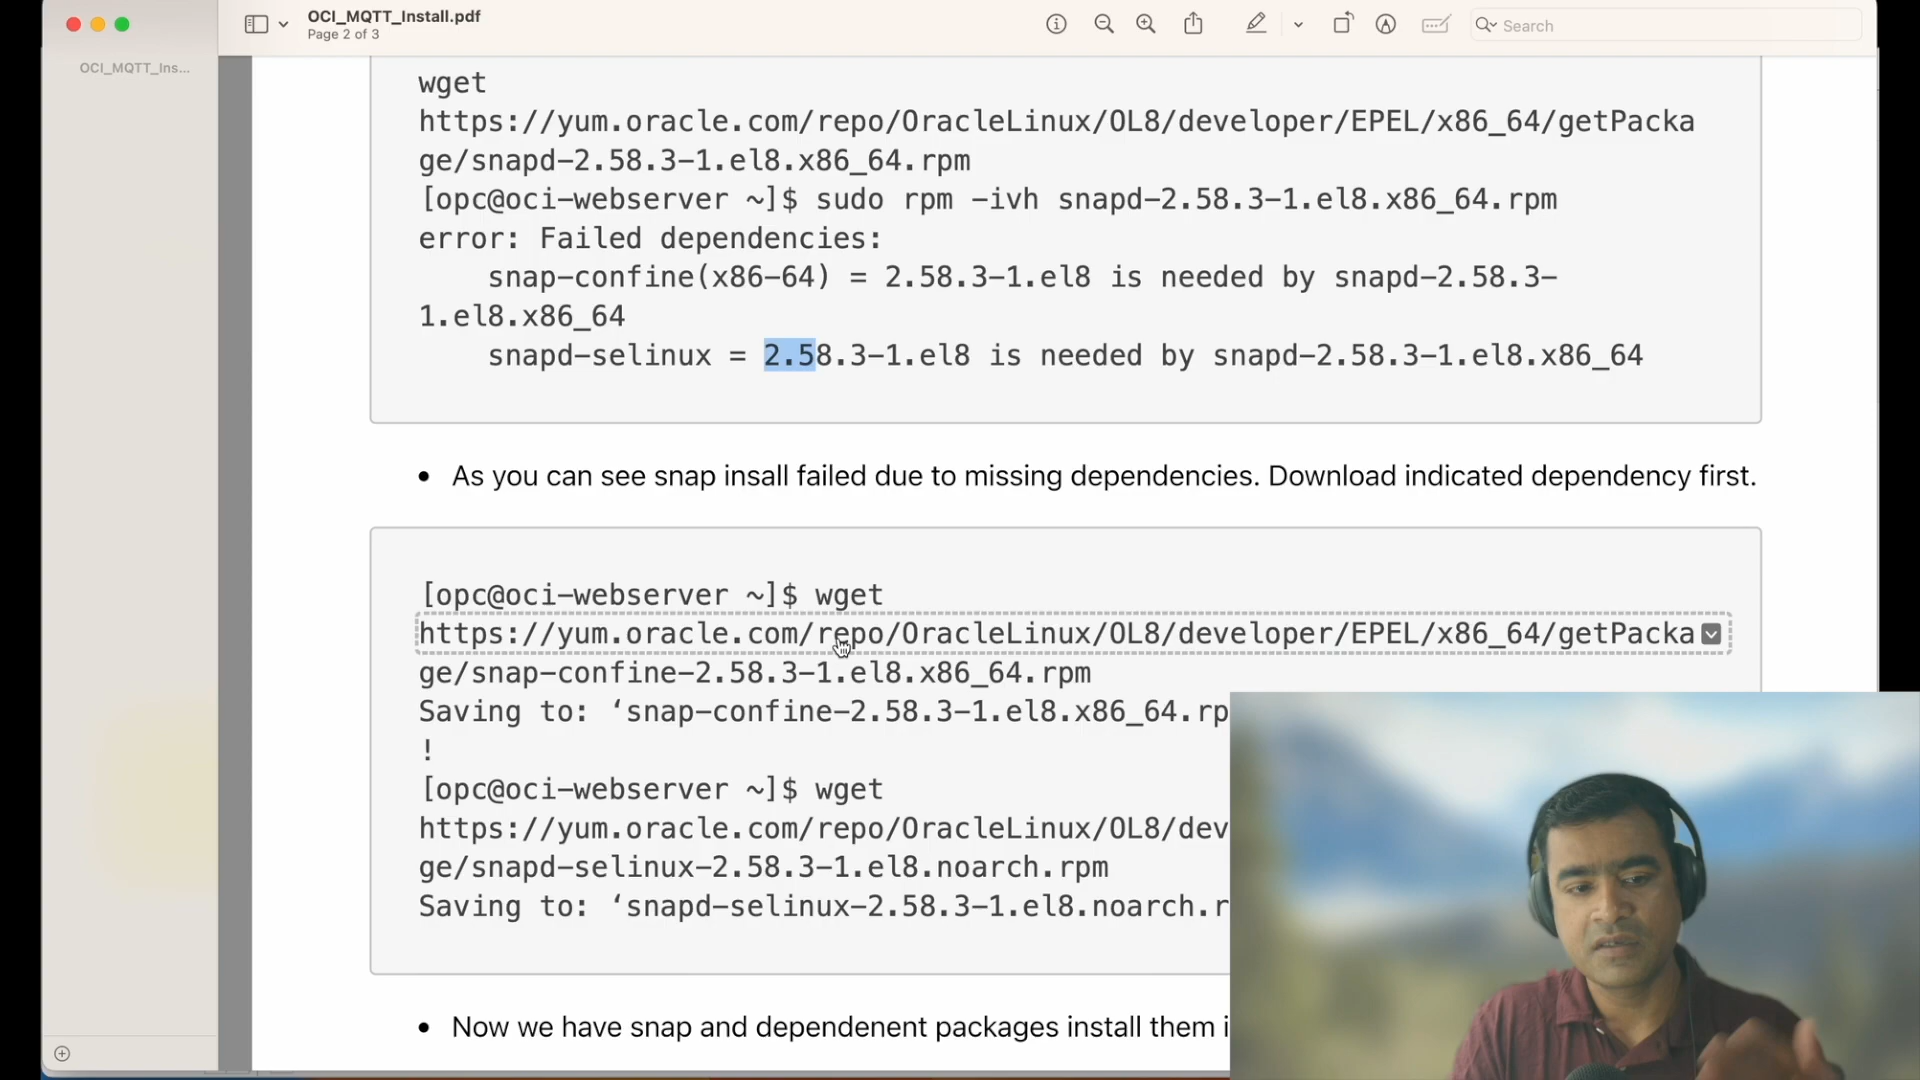 OCI_MQTT_Install.pdf
Page 2 of 3
Search
OCI_MQTT_Ins...
wget
https://yum.oracle.com/repo/OracleLinux/OL8/developer/EPEL/x86_64/getPacka
ge/snapd-2.58.3-1.el8.x86_64.rpm
[opc@oci-webserver ~]$ sudo rpm -ivh snapd-2.58.3-1.el8.x86_64.rpm
error: Failed dependencies:
snap-confine(x86-64) = 2.58.3-1.el8 is needed by snapd-2.58.3-
1.el8.x86_64
snapd-selinux = 2.58.3-1.el8 is needed by snapd-2.58.3-1.el8.x86_64
• As you can see snap insall failed due to missing dependencies. Download indicated dependency first.
[opc@oci-webserver ~]$ wget
https://yum.oracle.com/repo/OracleLinux/OL8/developer/EPEL/x86_64/getPacka
ge/snap-confine-2.58.3-1.el8.x86_64.rpm
Saving to: ‘snap-confine-2.58.3-1.el8.x86_64.rp
!
[opc@oci-webserver ~]$ wget
https://yum.oracle.com/repo/OracleLinux/OL8/dev
ge/snapd-selinux-2.58.3-1.el8.noarch.rpm
Saving to: ‘snapd-selinux-2.58.3-1.el8.noarch.r
• Now we have snap and dependenent packages install them i